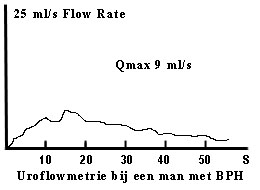 25 ml/s Flow Rate
Qmax 9 ml/s
10 20 30 40 50 S
Uroflowmetrie bij een man met BPH